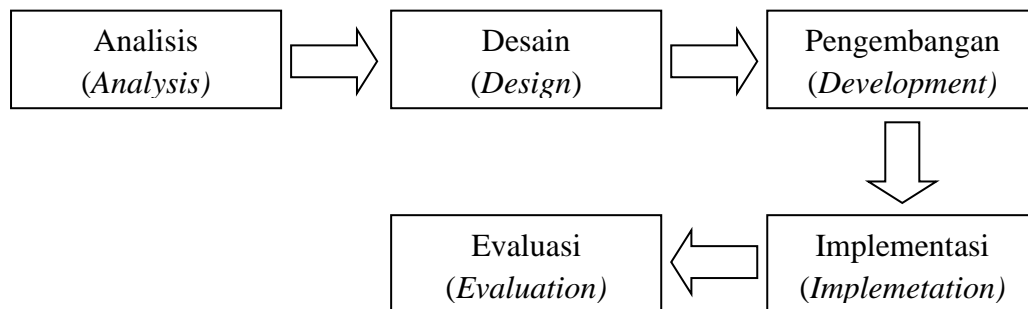 Analisis
(Analysis)
Desain
(Design)
Pengembangan
(Development)
Implementasi
(Implemetation)
Evaluasi
(Evaluation)